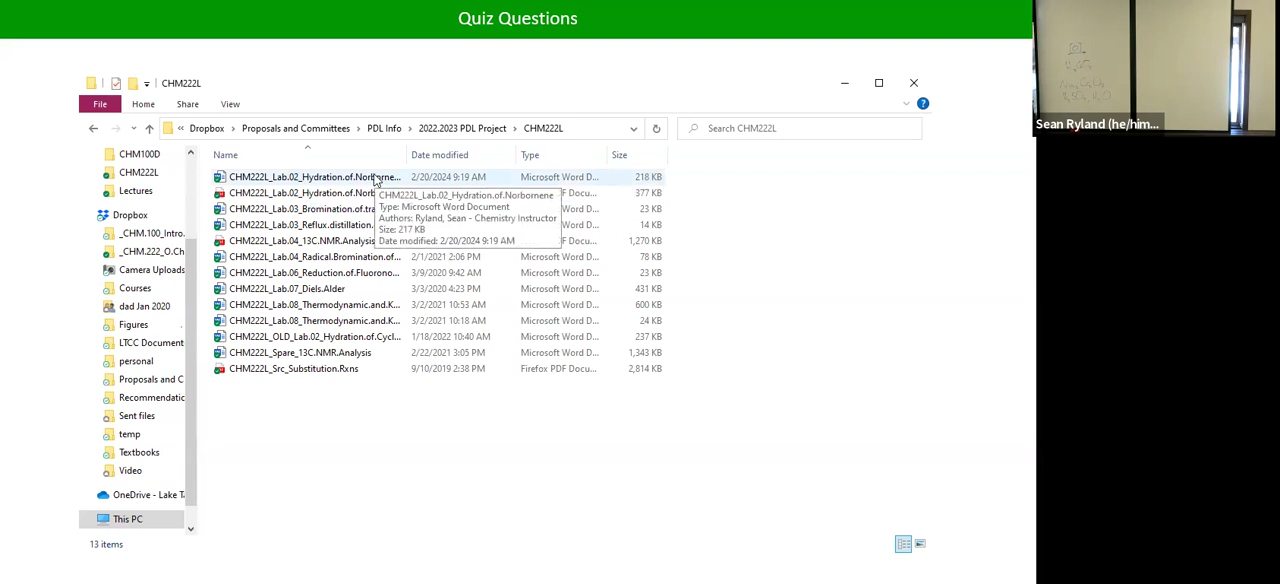 Quiz Questions
CHM222L
File Home Share View
« Dropbox > Proposals and Committees > PDL Info > 2022.2023 PDL Project > CHM222L
Search CHM222L
Name Date modified Type Size
CHM100D
CHM222L
Lectures
Dropbox
_CHM.100_Intro.
_CHM.222_O.Ch
Camera Uploads
Courses
dad Jan 2020
Figures
LTCC Document
personal
Proposals and C
Recommendatio
Sent files
temp
Textbooks
Video
OneDrive - Lake Ta
This PC
CHM222L_Lab.02_Hydration.of.Norborne... 2/20/2024 9:19 AM Microsoft Word D... 218 KB
CHM222L_Lab.02_Hydration.of.Norb F Docu... 377 KB
CHM222L_Lab.03_Bromination.of.tra Word D... 23 KB
CHM222L_Lab.03_Reflux.distillation. Word D... 14 KB
CHM222L_Lab.04_13C.NMR.Analysis F Docu... 1,270 KB
CHM222L_Lab.04_Radical.Bromination.of... 2/1/2021 2:06 PM Microsoft Word D... 78 KB
CHM222L_Lab.06_Reduction.of.Fluorono... 3/9/2020 9:42 AM Microsoft Word D... 23 KB
CHM222L_Lab.07_Diels.Alder 3/3/2020 4:23 PM Microsoft Word D... 431 KB
CHM222L_Lab.08_Thermodynamic.and.K... 3/2/2021 10:53 AM Microsoft Word D... 600 KB
CHM222L_Lab.08_Thermodynamic.and.K... 3/2/2021 10:18 AM Microsoft Word D... 24 KB
CHM222L_OLD_Lab.02_Hydration.of.Cycl... 1/18/2022 10:40 AM Microsoft Word D... 237 KB
CHM222L_Spare_13C.NMR.Analysis 2/22/2021 3:05 PM Microsoft Word D... 1,343 KB
CHM222L_Src_Substitution.Rxns 9/10/2019 2:38 PM Firefox PDF Docu... 2,814 KB
CHM222L_Lab.02_Hydration.of.Norbornene
Type: Microsoft Word Document
Authors: Ryland, Sean - Chemistry Instructor
Size: 217 KB
Date modified: 2/20/2024 9:19 AM
13 items
Sean Ryland (he/him...